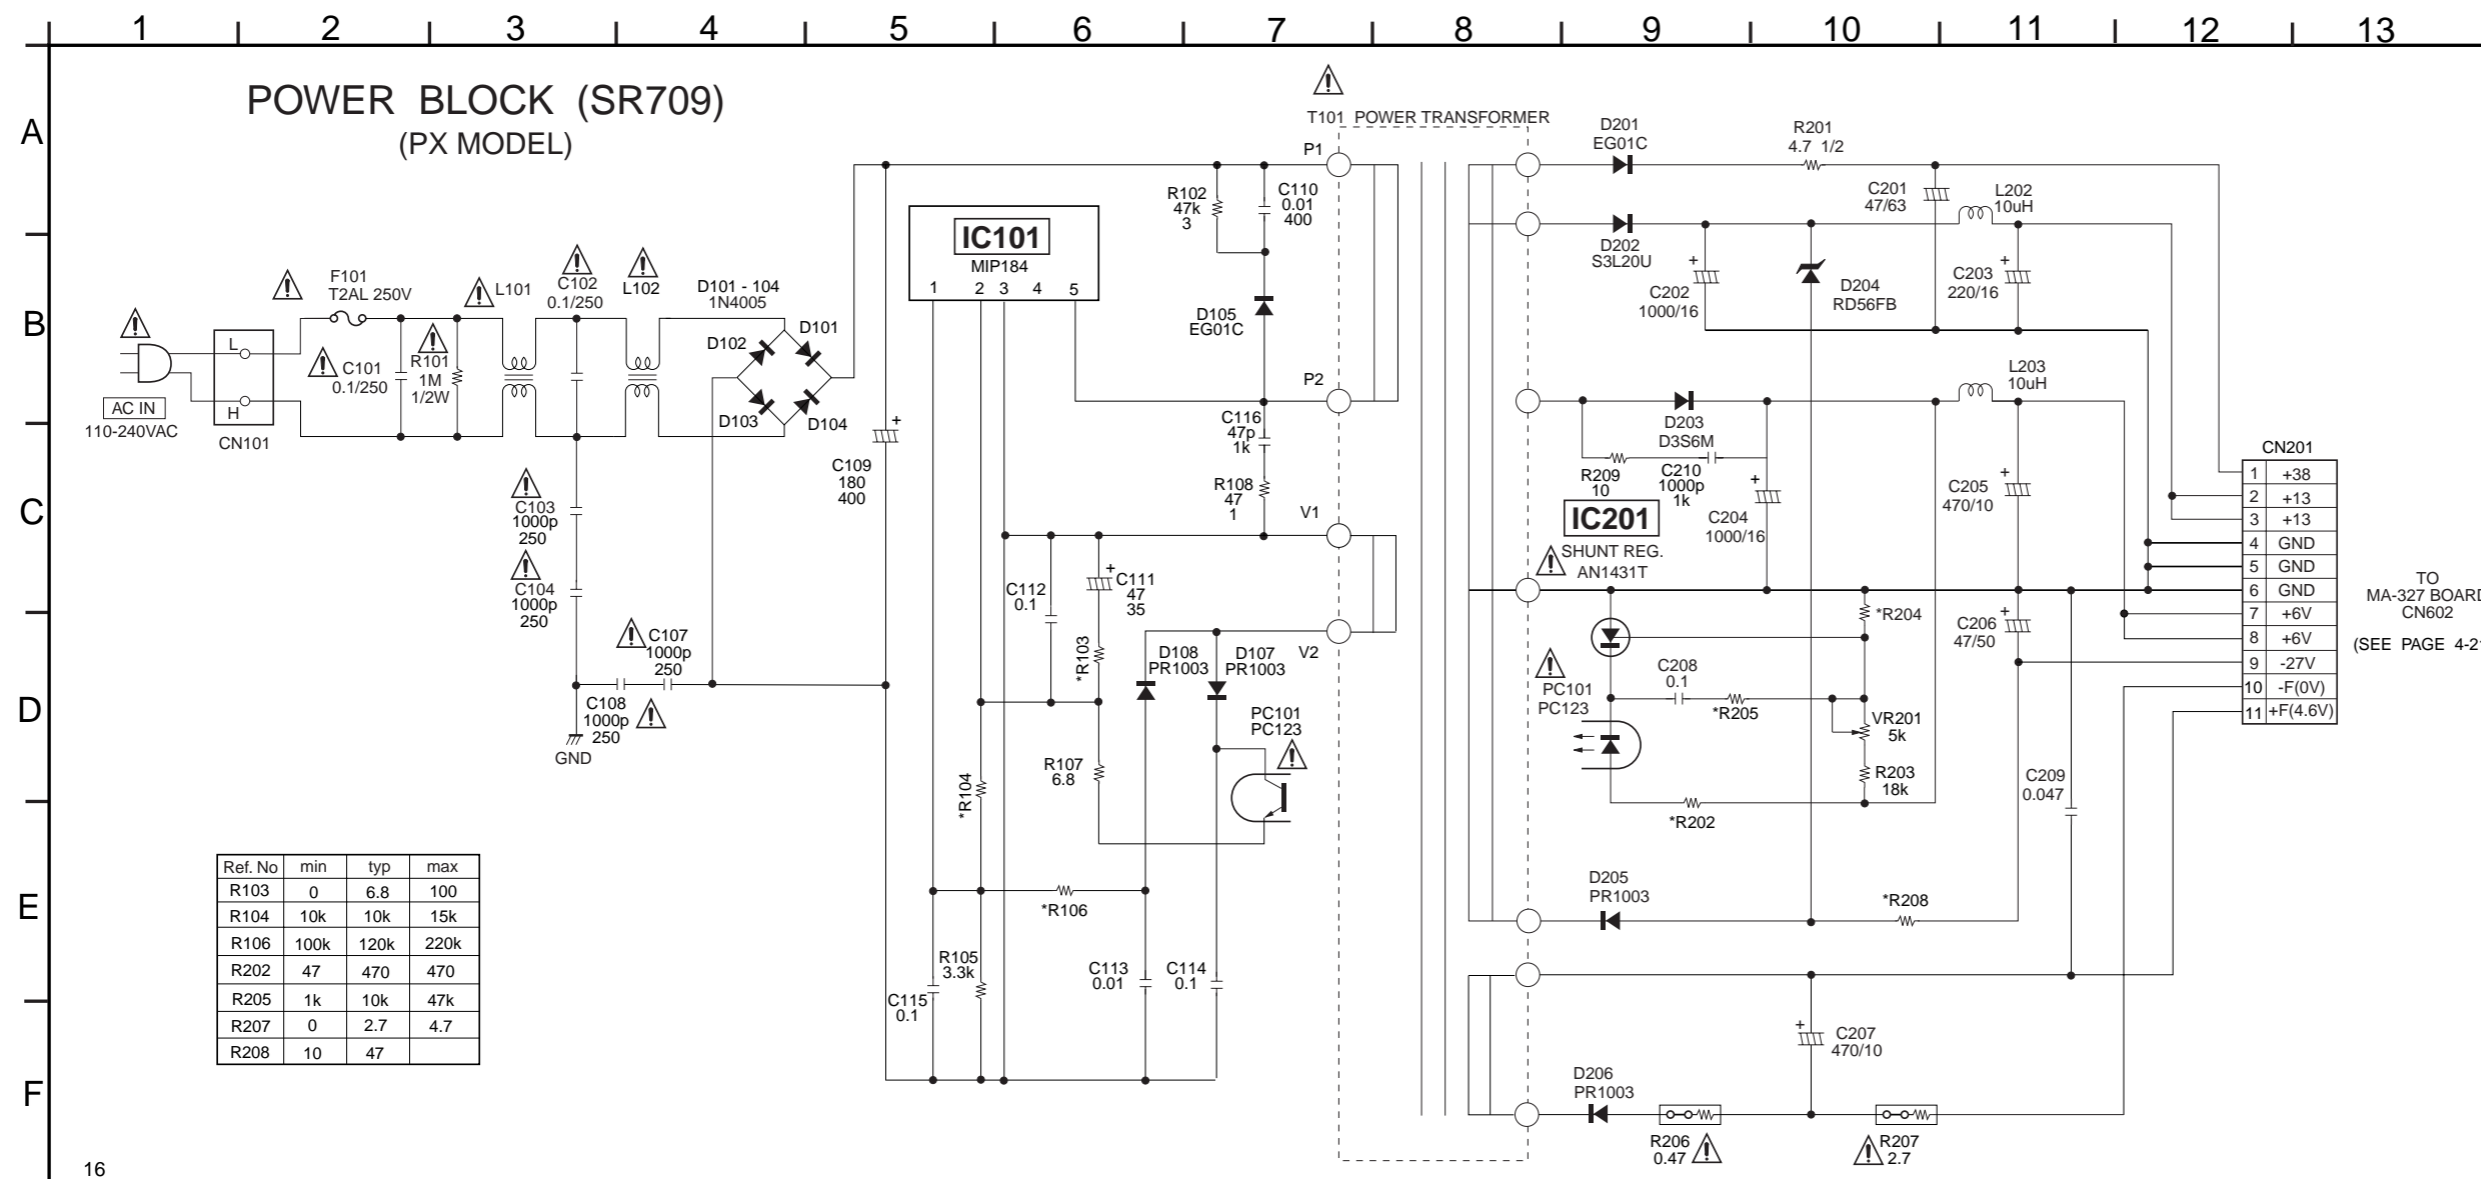 1 2 3 4 5 6 7 8 9 10 11 12 13
A
B
C
D
E
F
POWER BLOCK (SR709)
(PX MODEL)
AC IN
110-240VAC
L
H
CN101
F101
T2AL 250V
C101
0.1/250
R101
1M
1/2W
L101
C102
0.1/250
L102
D101 - 104
1N4005
D101
D102
D103
D104
C103
1000p
250
C104
1000p
250
C107
1000p
250
C108
1000p
250
GND
C109
180
400
IC101
MIP184
1 2 3 4 5
R102
47k
3
C110
0.01
400
D105
EG01C
C116
47p
1k
R108
47
1
C112
0.1
C111
47
35
*R103
D108
PR1003
D107
PR1003
R107
6.8
PC101
PC123
*R104
*R106
R105
3.3k
C115
0.1
C113
0.01
C114
0.1
T101 POWER TRANSFORMER
P1
P2
V1
V2
D201
EG01C
R201
4.7 1/2
C201
47/63
L202
10uH
D202
S3L20U
C202
1000/16
D204
RD56FB
C203
220/16
L203
10uH
D203
D3S6M
R209
10
C210
1000p
1k
C204
1000/16
C205
470/10
IC201
SHUNT REG.
AN1431T
*R204
C206
47/50
PC101
PC123
C208
0.1
*R205
VR201
5k
R203
18k
*R202
C209
0.047
D205
PR1003
*R208
C207
470/10
D206
PR1003
R206
0.47
R207
2.7
CN201
1 +38
2 +13
3 +13
4 GND
5 GND
6 GND
7 +6V
8 +6V
9 -27V
10 -F(0V)
11 +F(4.6V)
TO
MA-327 BOARD
CN602
(SEE PAGE 4-2
Ref. No min typ max
R103 0 6.8 100
R104 10k 10k 15k
R106 100k 120k 220k
R202 47 470 470
R205 1k 10k 47k
R207 0 2.7 4.7
R208 10 47
16